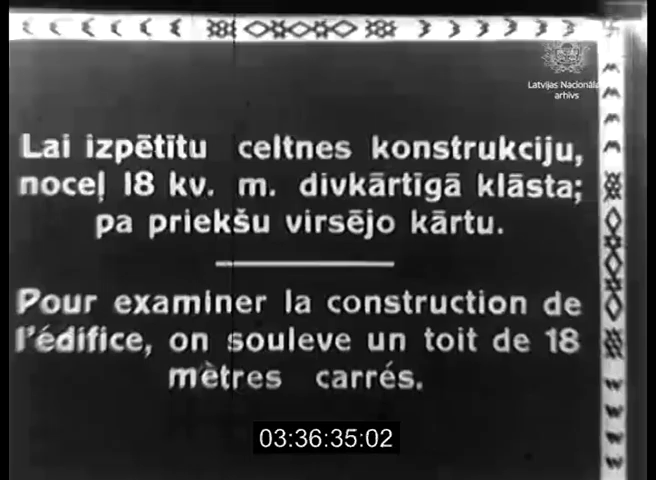 Latvijas Nacionālais
arhīvs
Lai izpētītu celtnes konstrukciju,
noceļ 18 kv. m. divkārtīgā klāsta;
pa priekšu virsējo kārtu.
Pour examiner la construction de
l'édifice, on souleve un toit de 18
mètres carrés.
03:36:35:02